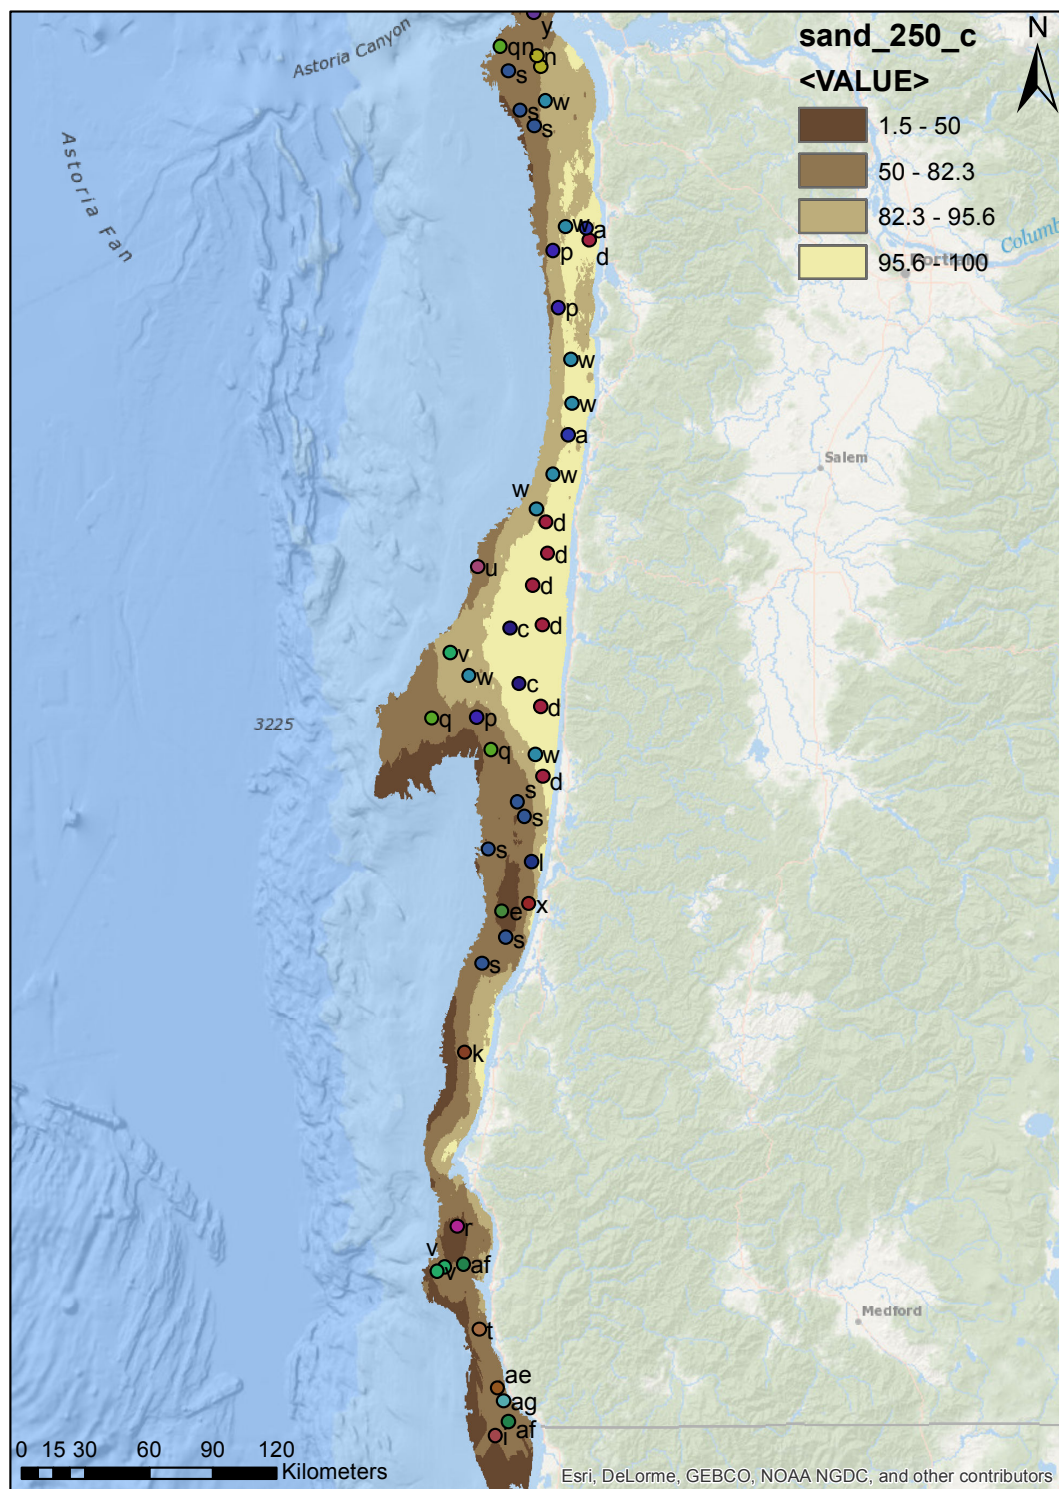 sand_250_c
<VALUE>
1.5 - 50
50 - 82.3
82.3 - 95.6
95.6 - 100
N
Astoria Canyon
Astoria Fan
Portland
Salem
3225
Medford
y
qn
n
s
w
s
s
w
a
d
p
p
w
w
a
w
w
d
d
u
d
c
d
v
w
c
d
q
p
q
w
d
s
s
s
l
e
x
s
s
k
r
v
v
af
t
ae
ag
af
i
0 15 30 60 90 120
Kilometers
Esri, DeLorme, GEBCO, NOAA NGDC, and other contributors